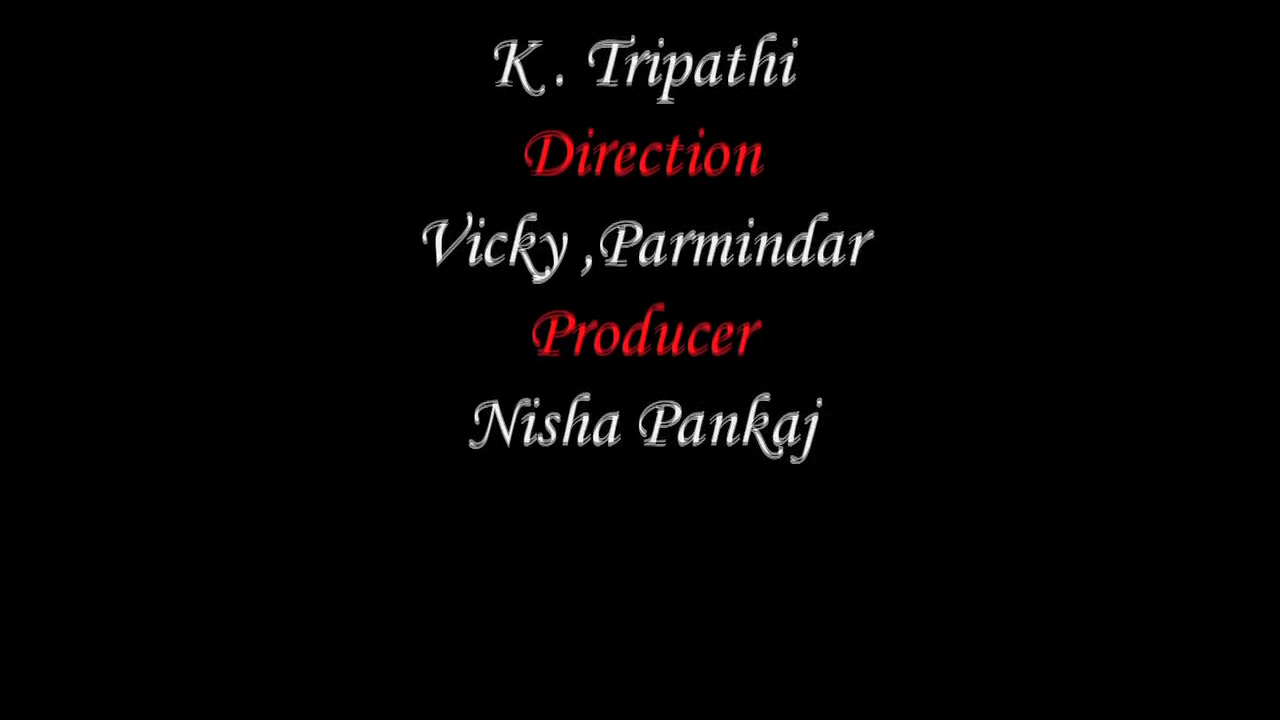 K . Tripathi
Direction
Vicky ,Parmindar
Producer
Nisha Pankaj